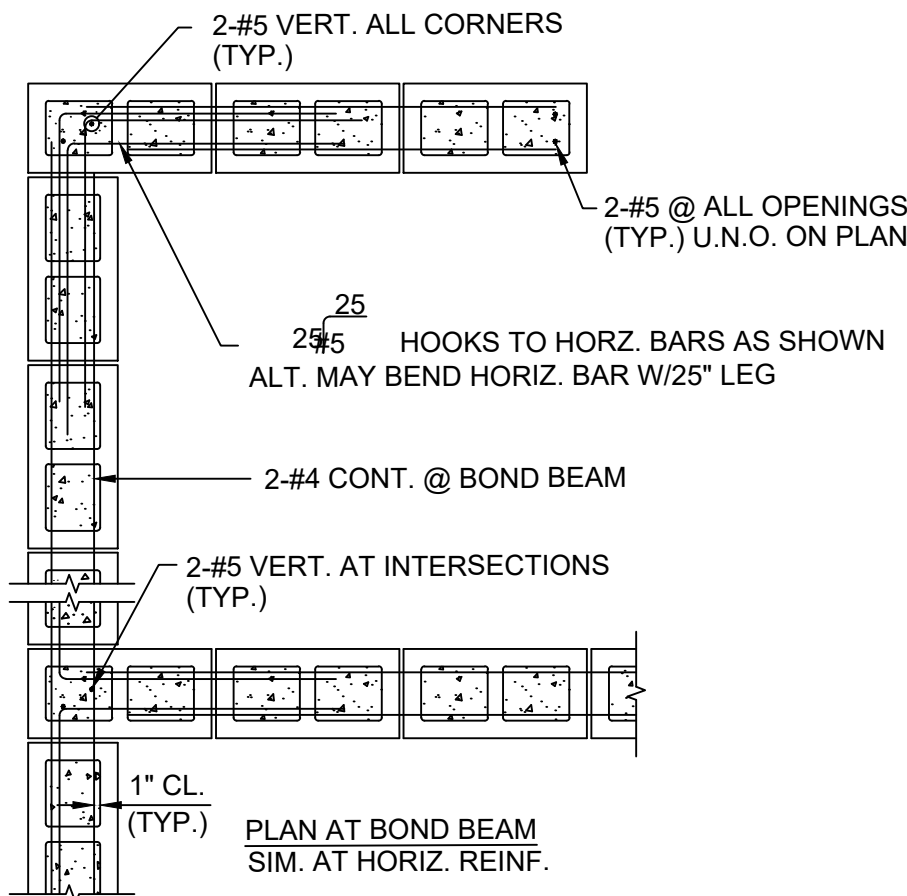 2-#5 VERT. ALL CORNERS
(TYP.)
2-#5 @ ALL OPENINGS
(TYP.) U.N.O. ON PLAN
25
25 #5 HOOKS TO HORZ. BARS AS SHOWN
ALT. MAY BEND HORIZ. BAR W/25" LEG
2-#4 CONT. @ BOND BEAM
2-#5 VERT. AT INTERSECTIONS
(TYP.)
1" CL.
(TYP.)
PLAN AT BOND BEAM
SIM. AT HORIZ. REINF.